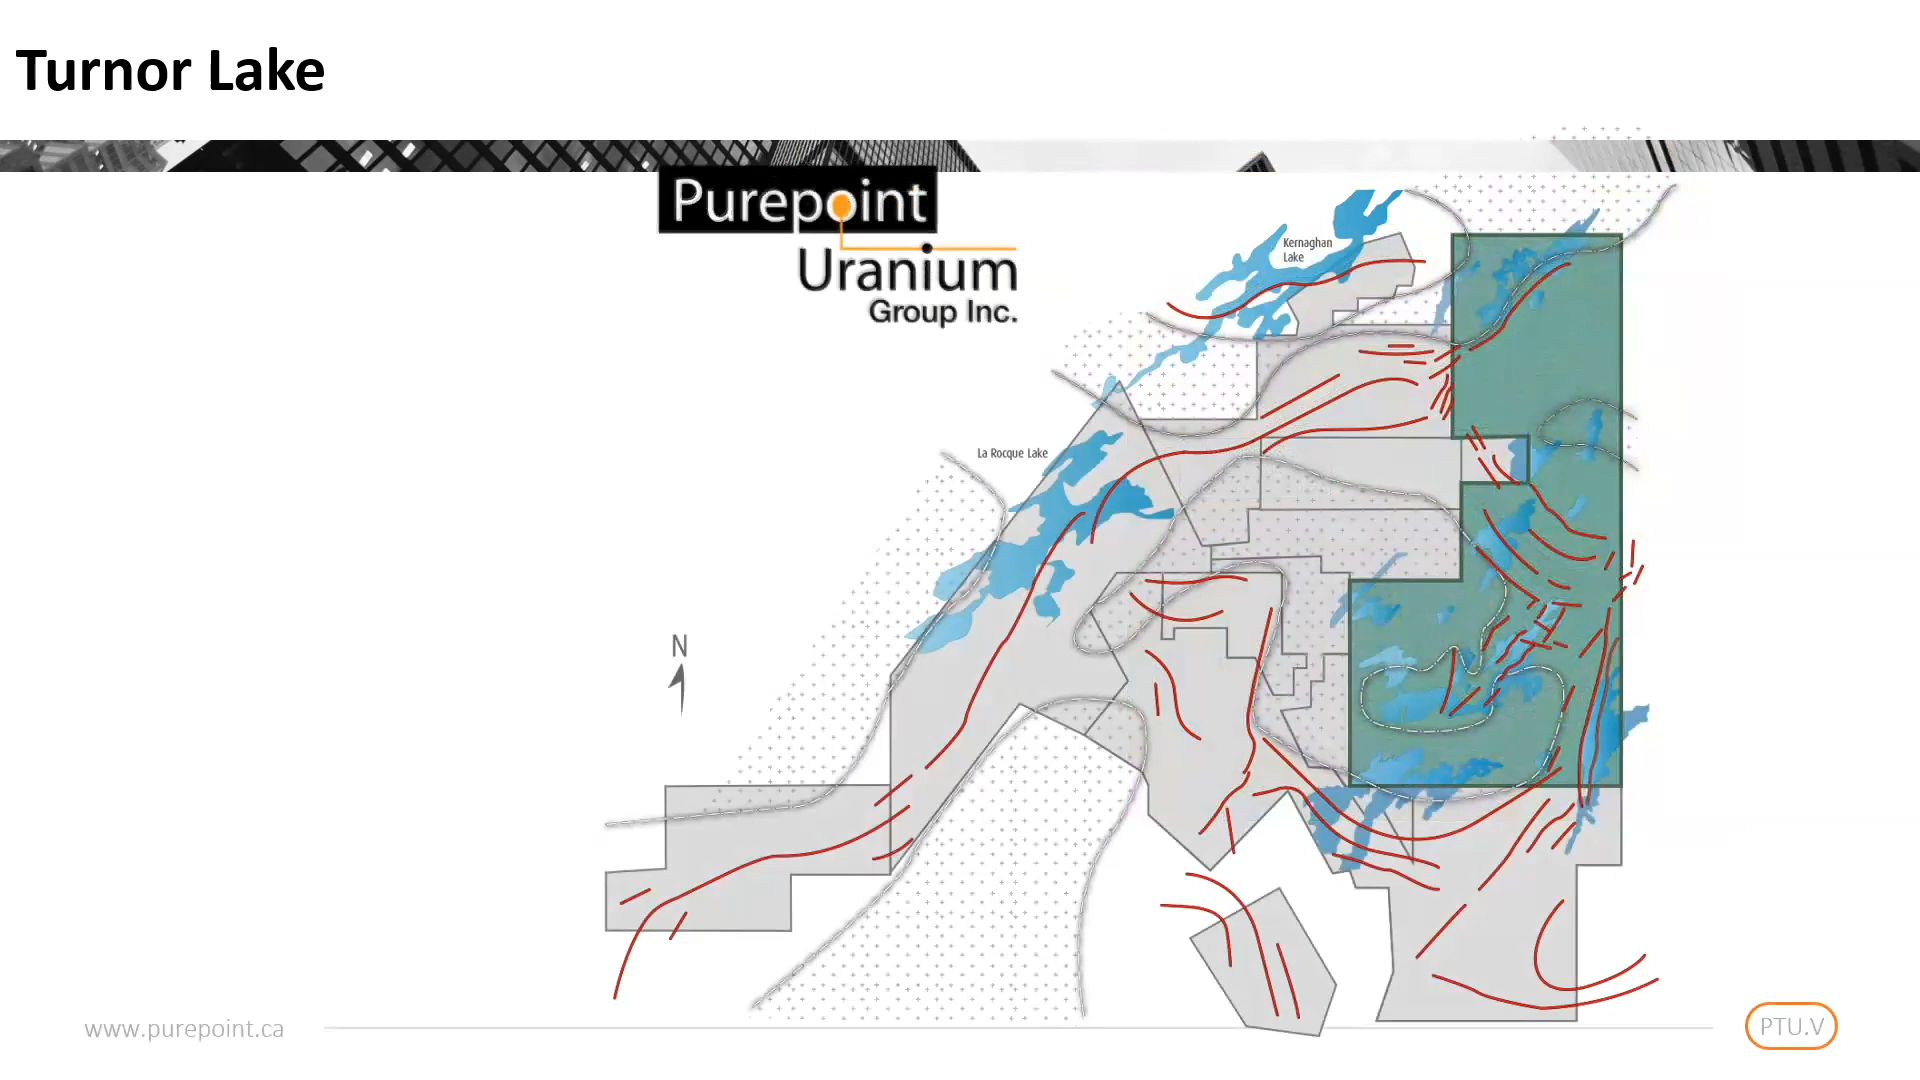 Turnor Lake
Purepoint
Uranium
Group Inc.
Kernaghan
Lake
La Rocque Lake
N
www.purepoint.ca
PTU.V